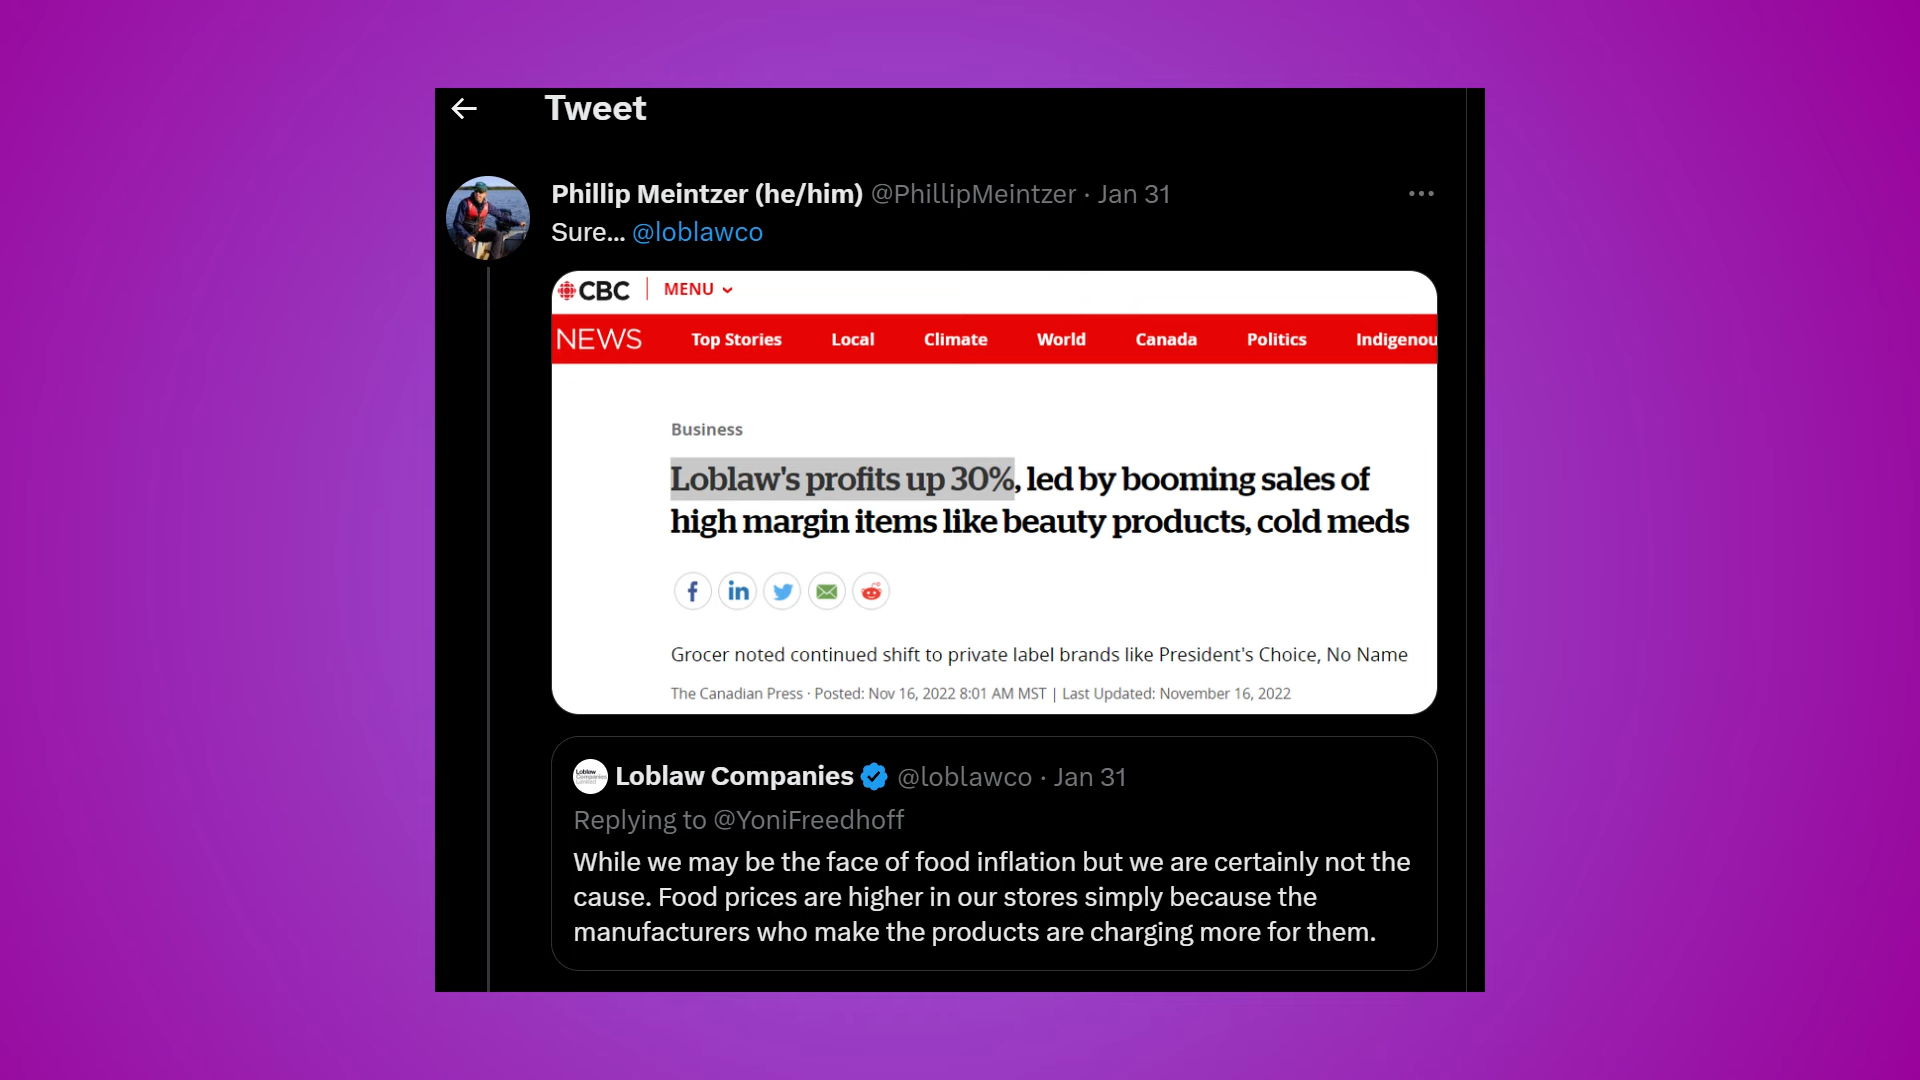 Tweet
Phillip Meintzer (he/him) @PhillipMeintzer · Jan 31
Sure... @loblawco
CBC MENU
NEWS Top Stories Local Climate World Canada Politics Indigenou
Business
Loblaw's profits up 30%, led by booming sales of
high margin items like beauty products, cold meds
Grocer noted continued shift to private label brands like President's Choice, No Name
The Canadian Press · Posted: Nov 16, 2022 8:01 AM MST | Last Updated: November 16, 2022
Loblaw Companies @loblawco · Jan 31
Replying to @YoniFreedhoff
While we may be the face of food inflation but we are certainly not the
cause. Food prices are higher in our stores simply because the
manufacturers who make the products are charging more for them.